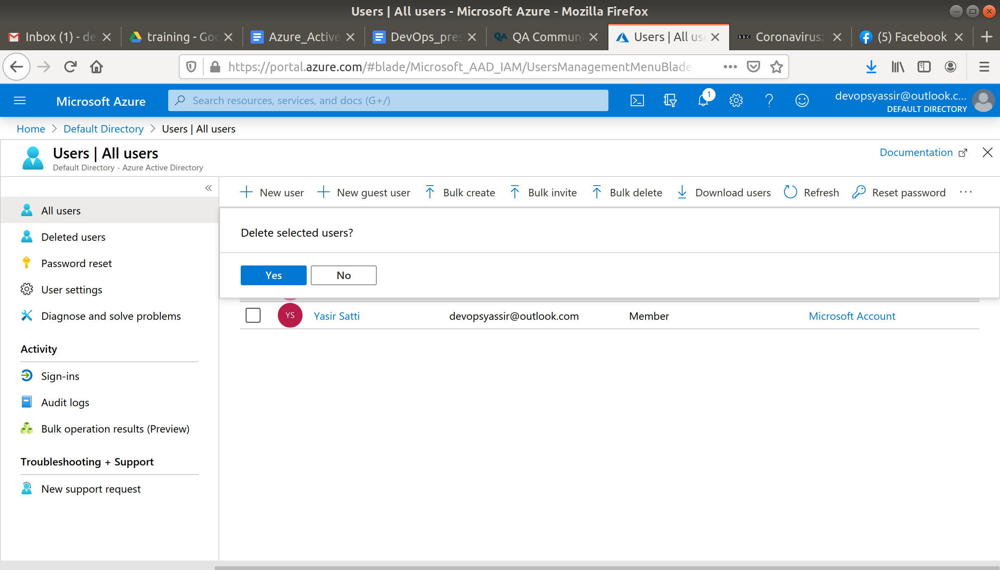 Users | All users - Microsoft Azure - Mozilla Firefox
Inbox (1) - de
training - Goo
Azure_Active
DevOps_pres
QA Communi
Users | All use
BBC Coronavirus:
(5) Facebook
https://portal.azure.com/#blade/Microsoft_AAD_IAM/UsersManagementMenuBlade/
Microsoft Azure
Search resources, services, and docs (G+/)
1
devopsyassir@outlook.c...
DEFAULT DIRECTORY
Home > Default Directory > Users | All users
Users | All users
Default Directory - Azure Active Directory
Documentation
«
New user
New guest user
Bulk create
Bulk invite
Bulk delete
Download users
Refresh
Reset password
...
All users
Deleted users
Password reset
User settings
Diagnose and solve problems
Activity
Sign-ins
Audit logs
Bulk operation results (Preview)
Troubleshooting + Support
New support request
Delete selected users?
Yes
No
YS Yasir Satti devopsyassir@outlook.com Member Microsoft Account